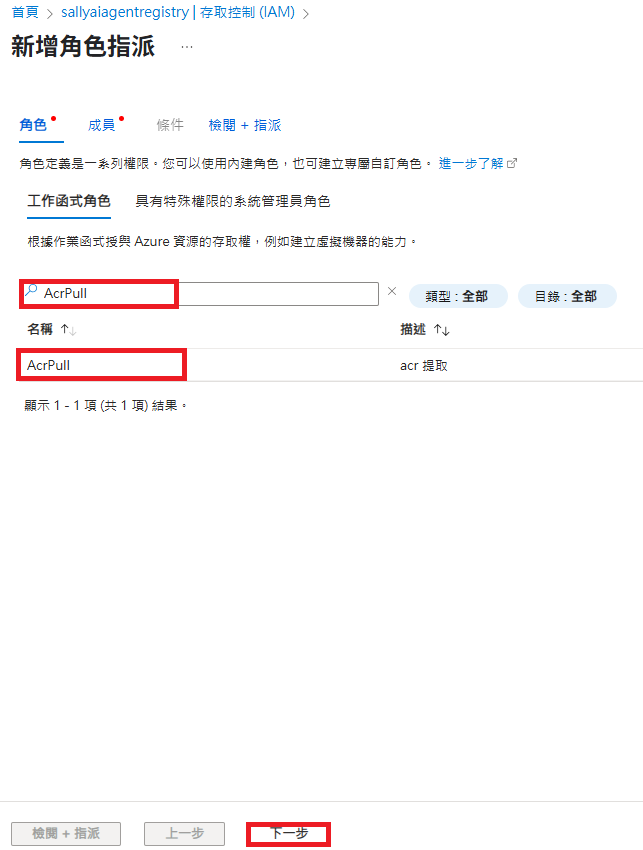 首頁 > sallyaiagentregistry | 存取控制 (IAM) >
新增角色指派 ...
角色 成員 條件 檢閱 + 指派
角色定義是一系列權限。您可以使用內建角色，也可建立專屬自訂角色。 進一步了解
工作函式角色 具有特殊權限的系統管理員角色
根據作業函式授與 Azure 資源的存取權，例如建立虛擬機器的能力。
AcrPull 類型 : 全部 目錄 : 全部
名稱 ↑↓ 描述 ↑↓
AcrPull acr 提取
顯示 1 - 1 項 (共 1 項) 結果。
檢閱 + 指派 上一步 下一步